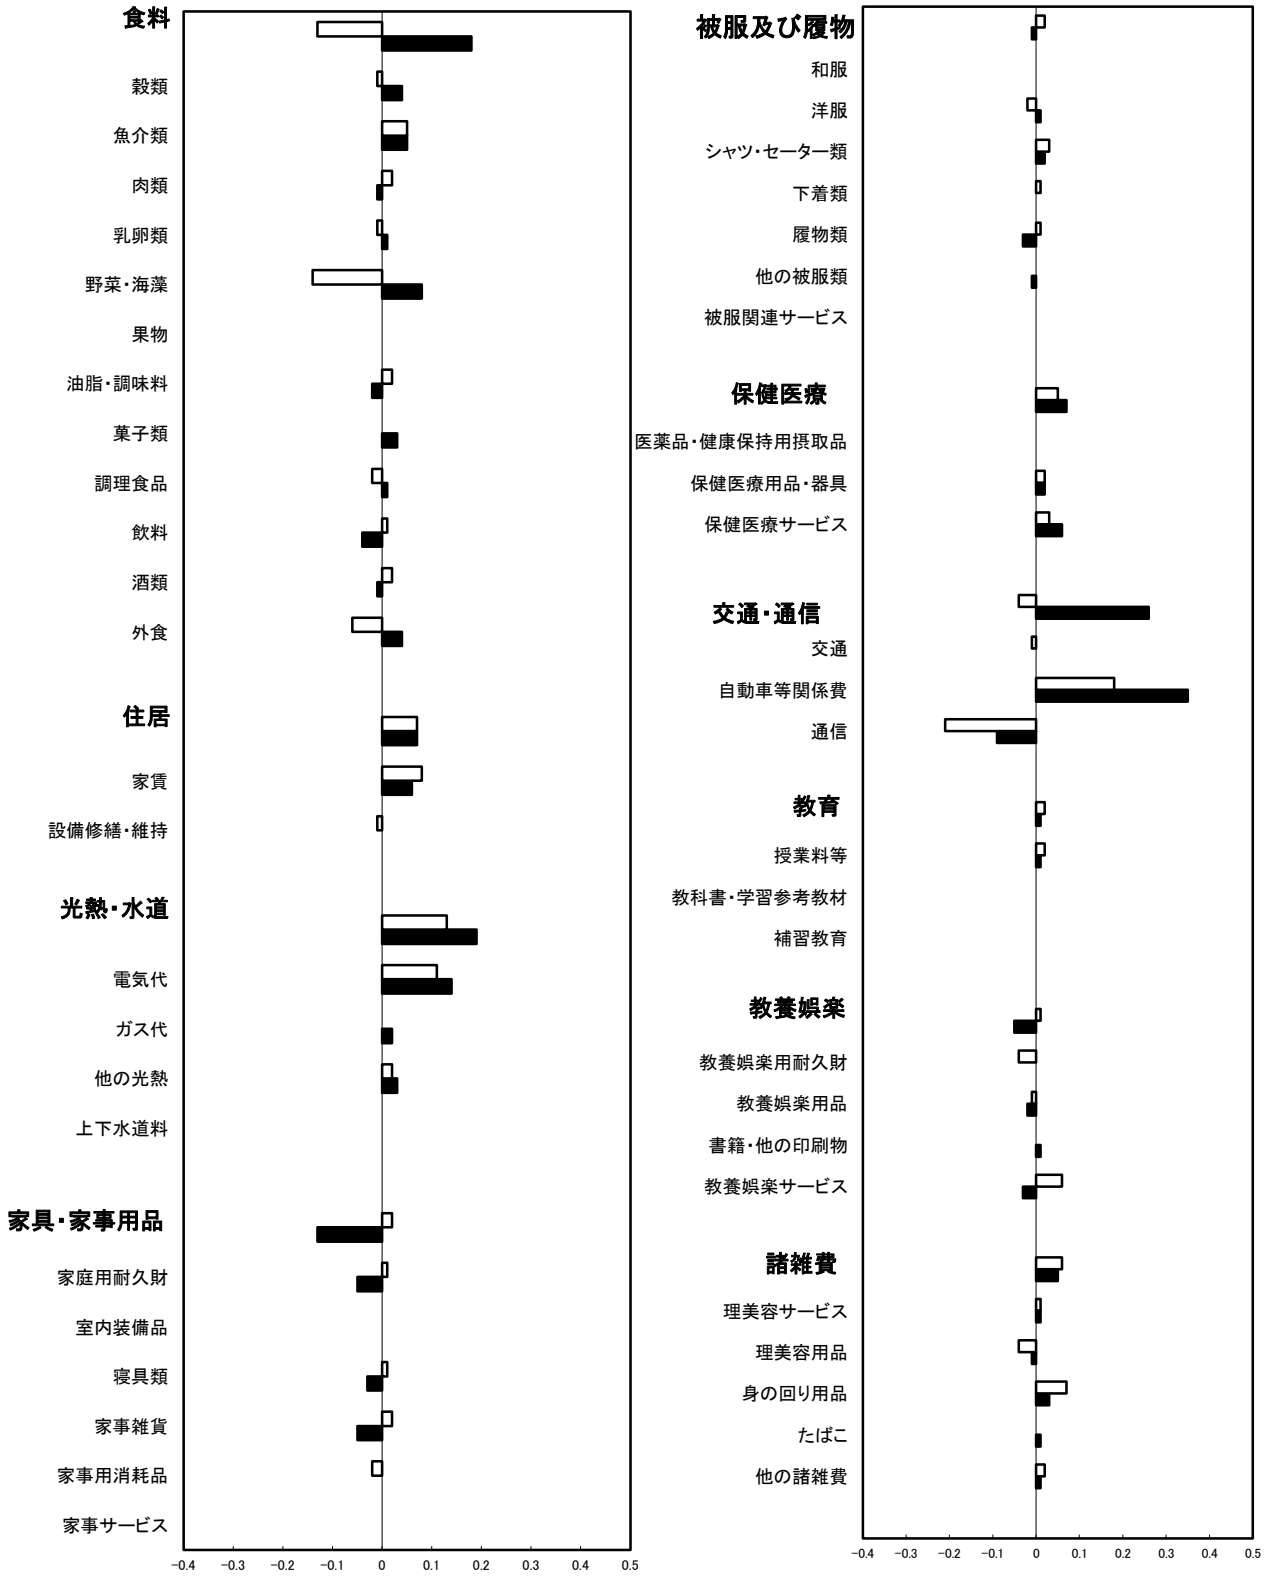 食料
穀類
魚介類
肉類
乳卵類
野菜・海藻
果物
油脂・調味料
菓子類
調理食品
飲料
酒類
外食
住居
家賃
設備修繕・維持
光熱・水道
電気代
ガス代
他の光熱
上下水道料
家具・家事用品
家庭用耐久財
室内装備品
寝具類
家事雑貨
家事用消耗品
家事サービス
-0.4 -0.3 -0.2 -0.1 0 0.1 0.2 0.3 0.4 0.5
被服及び履物
和服
洋服
シャツ・セーター類
下着類
履物類
他の被服類
被服関連サービス
保健医療
医薬品・健康保持用摂取品
保健医療用品・器具
保健医療サービス
交通・通信
交通
自動車等関係費
通信
教育
授業料等
教科書・学習参考教材
補習教育
教養娯楽
教養娯楽用耐久財
教養娯楽用品
書籍・他の印刷物
教養娯楽サービス
諸雑費
理美容サービス
理美容用品
身の回り用品
たばこ
他の諸雑費
-0.4 -0.3 -0.2 -0.1 0 0.1 0.2 0.3 0.4 0.5